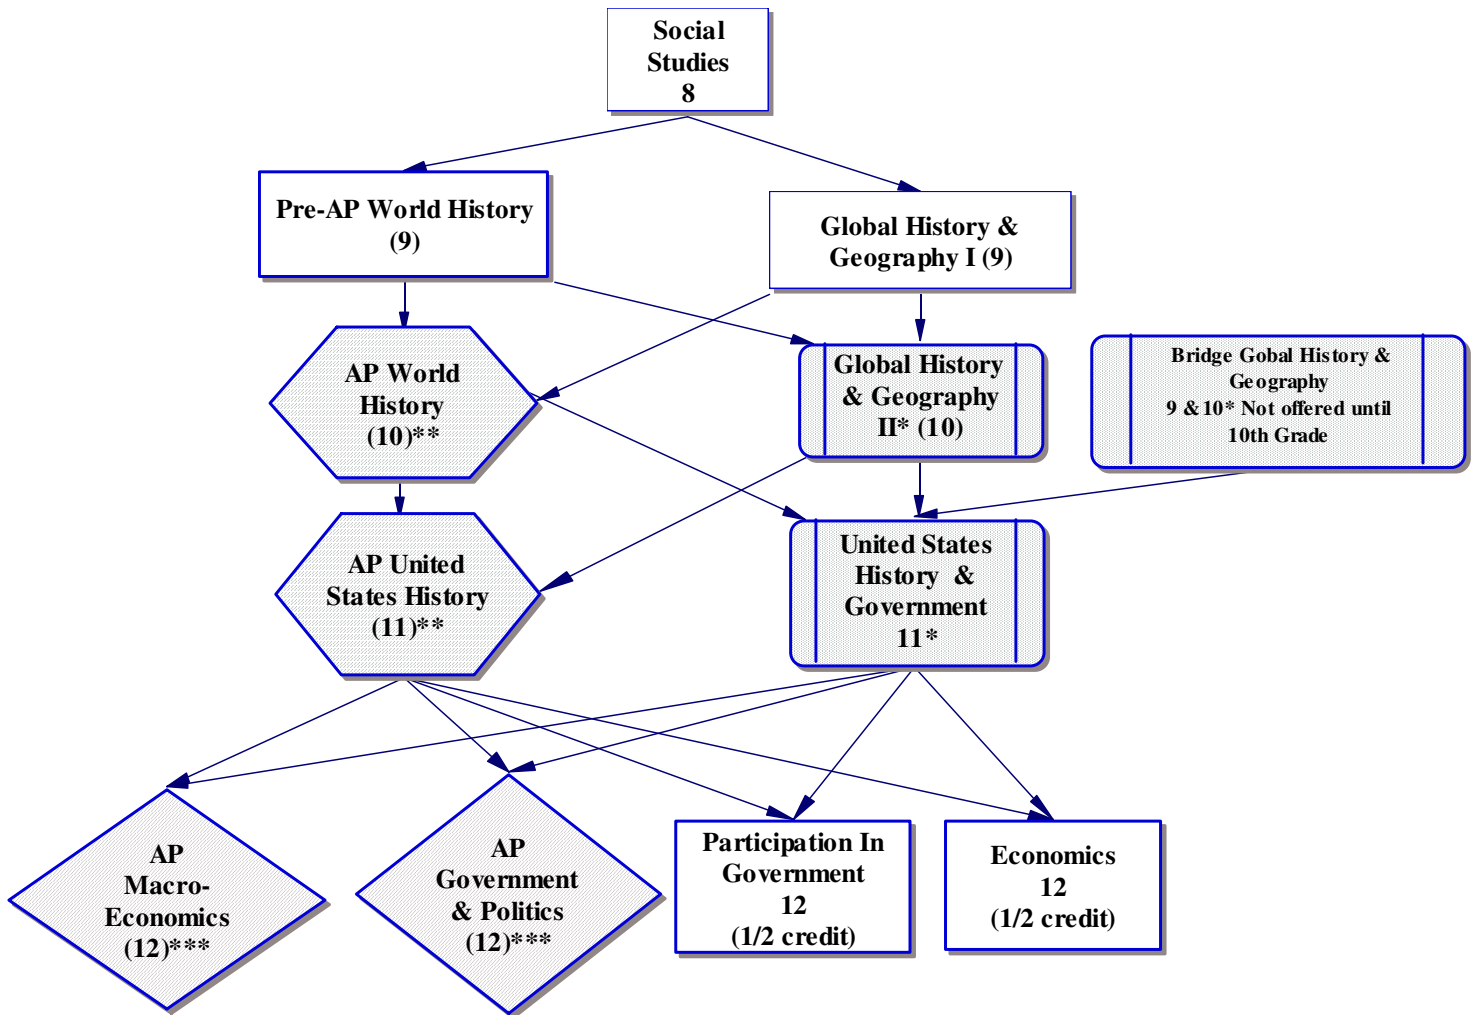 Social
Studies
8
Pre-AP World History
(9)
Global History &
Geography I (9)
AP World
History
(10)**
Global History
& Geography
II* (10)
Bridge Gobal History &
Geography
9 &10* Not offered until
10th Grade
AP United
States History
(11)**
United States
History &
Government
11*
AP
Macro-
Economics
(12)***
AP
Government
& Politics
(12)***
Participation In
Government
12
(1/2 credit)
Economics
12
(1/2 credit)